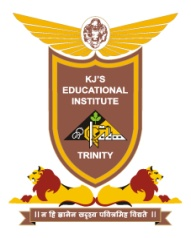 KJ'S
EDUCATIONAL
INSTITUTE
TRINITY
॥ न हि ज्ञानेन सदृश्य पवित्रमिह विद्यते ॥